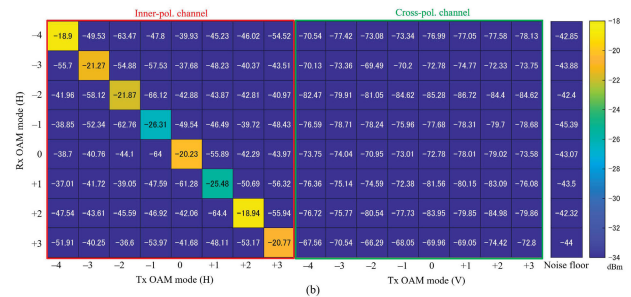 Inner-pol. channel Cross-pol. channel
−4 −18.9 −49.53 −63.47 −47.8 −39.93 −45.23 −46.02 −54.52 −70.54 −77.42 −73.08 −73.34 −76.99 −77.05 −77.58 −78.13 −42.85 −18
−3 −55.7 −21.27 −54.88 −57.53 −37.68 −48.23 −40.37 −43.51 −70.13 −73.36 −69.49 −70.2 −72.78 −74.77 −72.33 −73.75 −43.88 −20
−2 −41.96 −58.12 −21.87 −66.12 −42.88 −43.87 −42.81 −40.97 −82.47 −79.91 −81.05 −84.62 −85.28 −86.72 −84.4 −84.62 −42.4 −22
−24
−1 −38.85 −52.34 −62.76 −26.31 −49.54 −46.49 −39.72 −48.43 −76.59 −78.71 −78.24 −75.96 −77.68 −78.31 −79.7 −78.68 −45.39
Rx OAM mode (H)
−26
0 −38.7 −40.76 −44.1 −64 −20.23 −55.89 −42.29 −43.97 −73.75 −74.04 −70.95 −73.01 −72.78 −78.01 −79.02 −73.58 −43.07
−28
+1 −37.01 −41.72 −39.05 −47.59 −61.28 −25.48 −50.69 −56.32 −76.36 −75.14 −74.59 −72.38 −81.56 −80.15 −83.09 −76.08 −43.5
−30
+2 −47.54 −43.61 −45.59 −46.92 −42.06 −64.4 −18.94 −55.94 −76.72 −75.77 −80.54 −77.73 −83.95 −79.85 −84.98 −79.86 −42.32
−32
+3 −51.91 −40.25 −36.6 −53.97 −41.68 −48.11 −53.17 −20.77 −67.56 −70.54 −66.29 −68.05 −69.96 −69.05 −74.42 −72.8 −44
−34
−4 −3 −2 −1 0 +1 +2 +3 −4 −3 −2 −1 0 +1 +2 +3 Noise floor dBm
Tx OAM mode (H) Tx OAM mode (V)
(b)